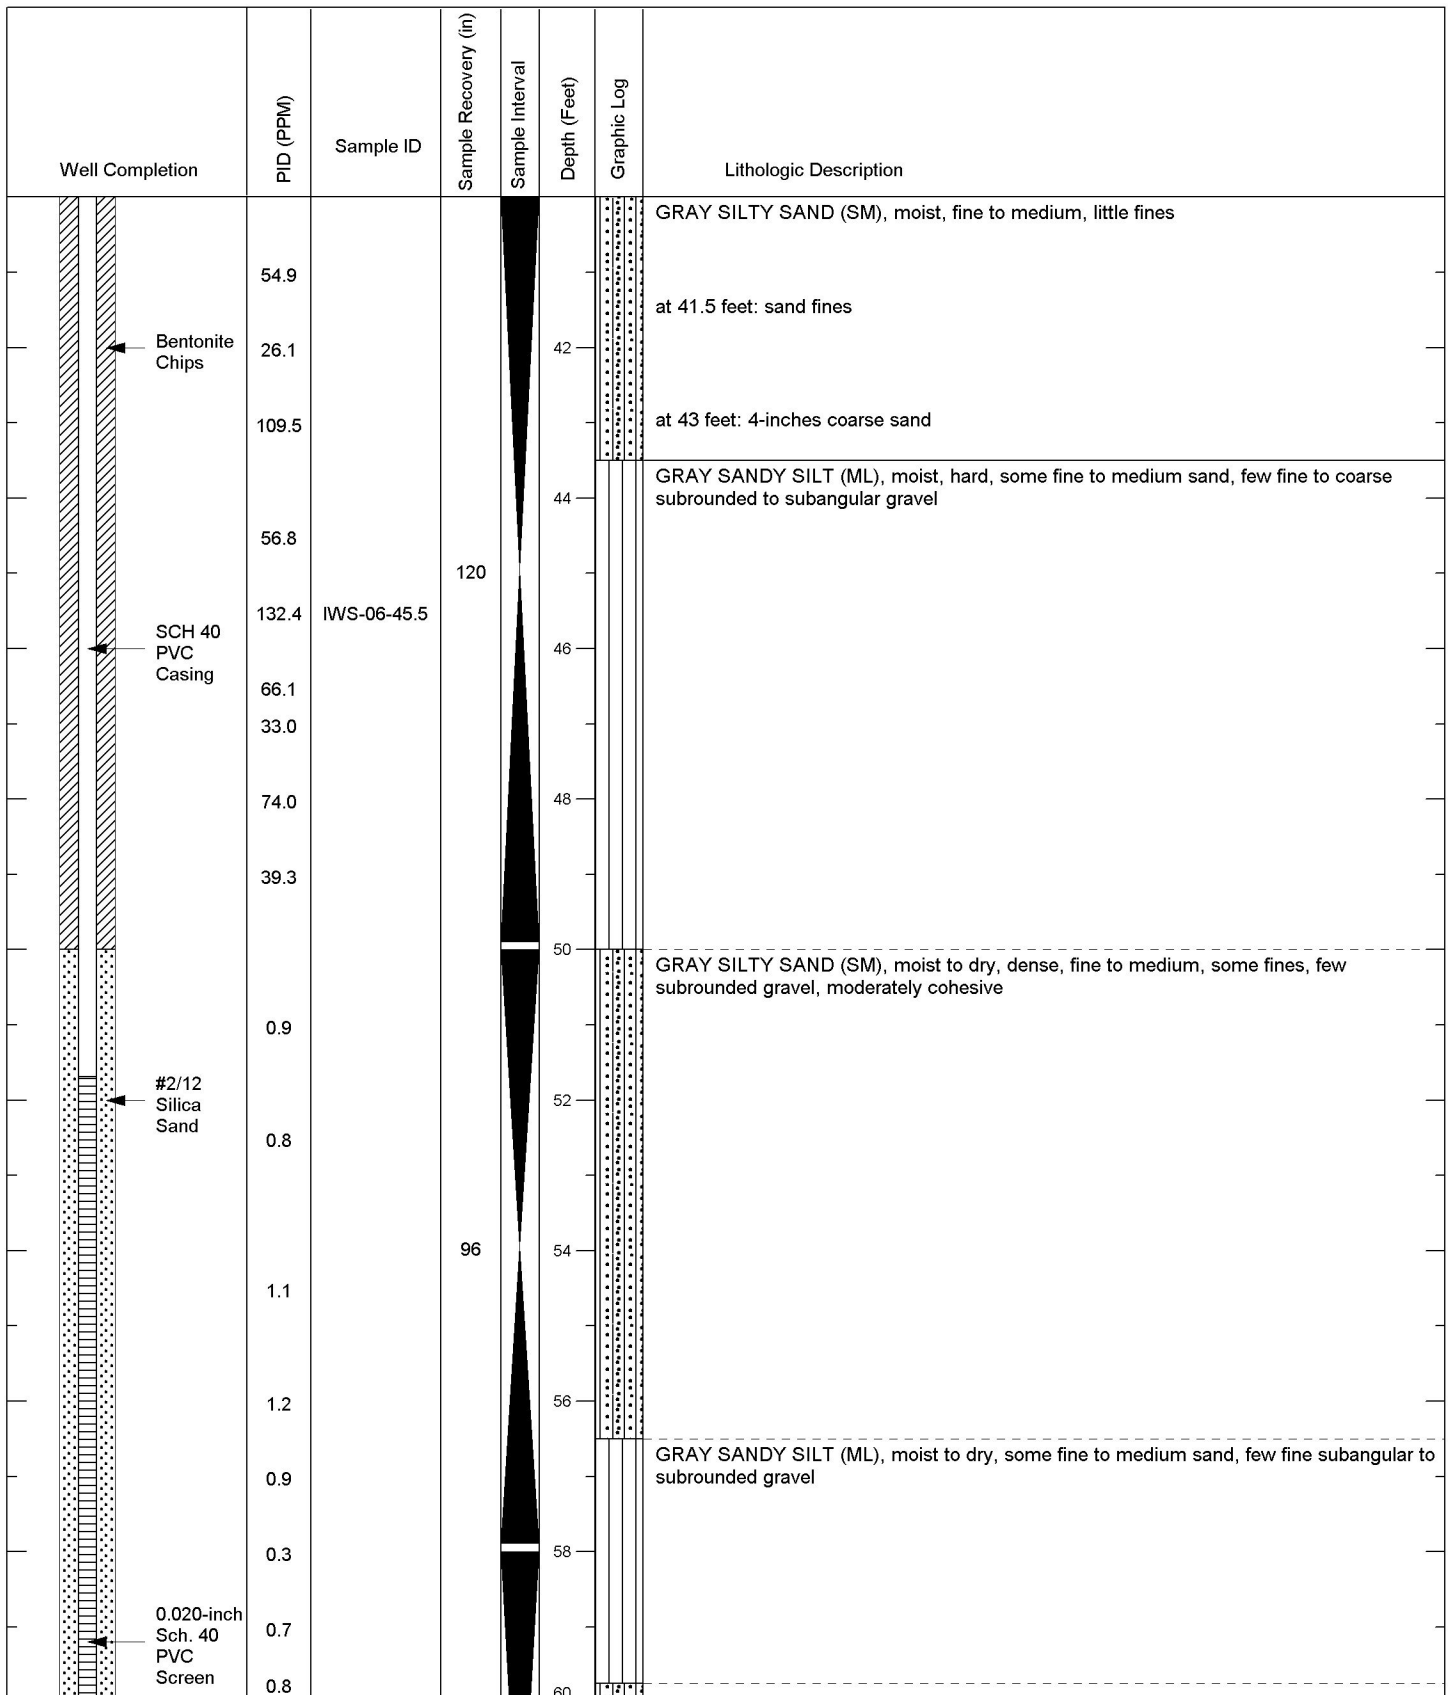 Well Completion
PID (PPM)
Sample ID
Sample Recovery (in)
Sample Interval
Depth (Feet)
Graphic Log
Lithologic Description
GRAY SILTY SAND (SM), moist, fine to medium, little fines
54.9
at 41.5 feet: sand fines
Bentonite
Chips
26.1
42
109.5
at 43 feet: 4-inches coarse sand
GRAY SANDY SILT (ML), moist, hard, some fine to medium sand, few fine to coarse
subrounded to subangular gravel
44
56.8
120
132.4
IWS-06-45.5
SCH 40
PVC
Casing
46
66.1
33.0
74.0
48
39.3
50
GRAY SILTY SAND (SM), moist to dry, dense, fine to medium, some fines, few
subrounded gravel, moderately cohesive
0.9
#2/12
Silica
Sand
52
0.8
96
54
1.1
56
1.2
GRAY SANDY SILT (ML), moist to dry, some fine to medium sand, few fine subangular to
subrounded gravel
0.9
0.3
58
0.020-inch
Sch. 40
PVC
Screen
0.7
0.8
60